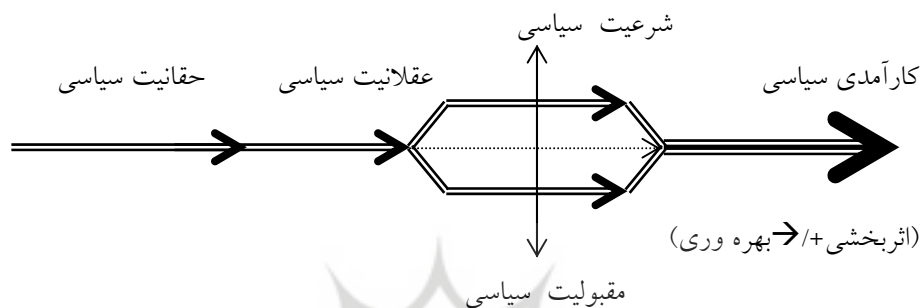 شرعیت سیاسی
کارآمدی سیاسی
عقلانیت سیاسی
حقانیت سیاسی
(اثربخشی+/→بهره وری)
مقبولیت سیاسی